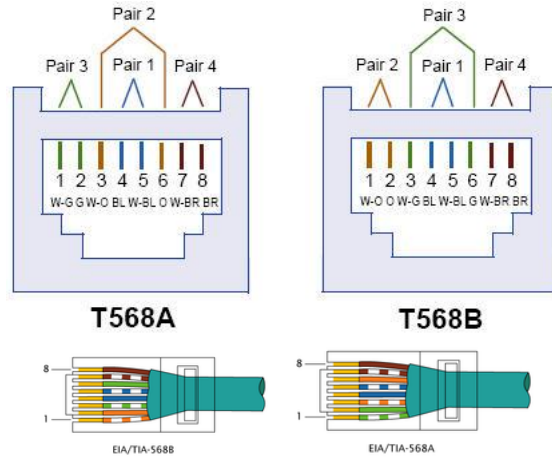 Pair 2
Pair 3 Pair 1 Pair 4
1 2 3 4 5 6 7 8
W-G G W-O BL W-BL O W-BR BR
T568A
Pair 3
Pair 2 Pair 1 Pair 4
1 2 3 4 5 6 7 8
W-O O W-G BL W-BL G W-BR BR
T568B
8
1
EIA/TIA-568B
8
1
EIA/TIA-568A